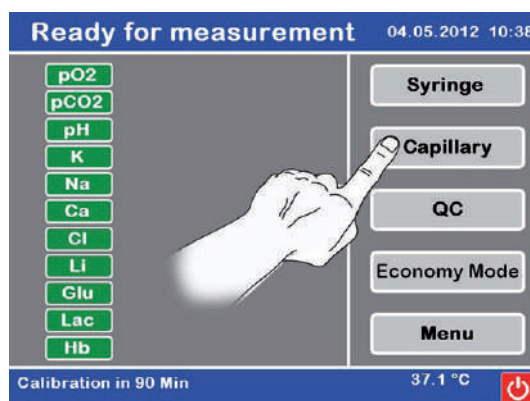 Ready for measurement
04.05.2012 10:38
pO2
pCO2
pH
K
Na
Ca
Cl
Li
Glu
Lac
Hb
Syringe
Capillary
QC
Economy Mode
Menu
Calibration in 90 Min
37.1 °C